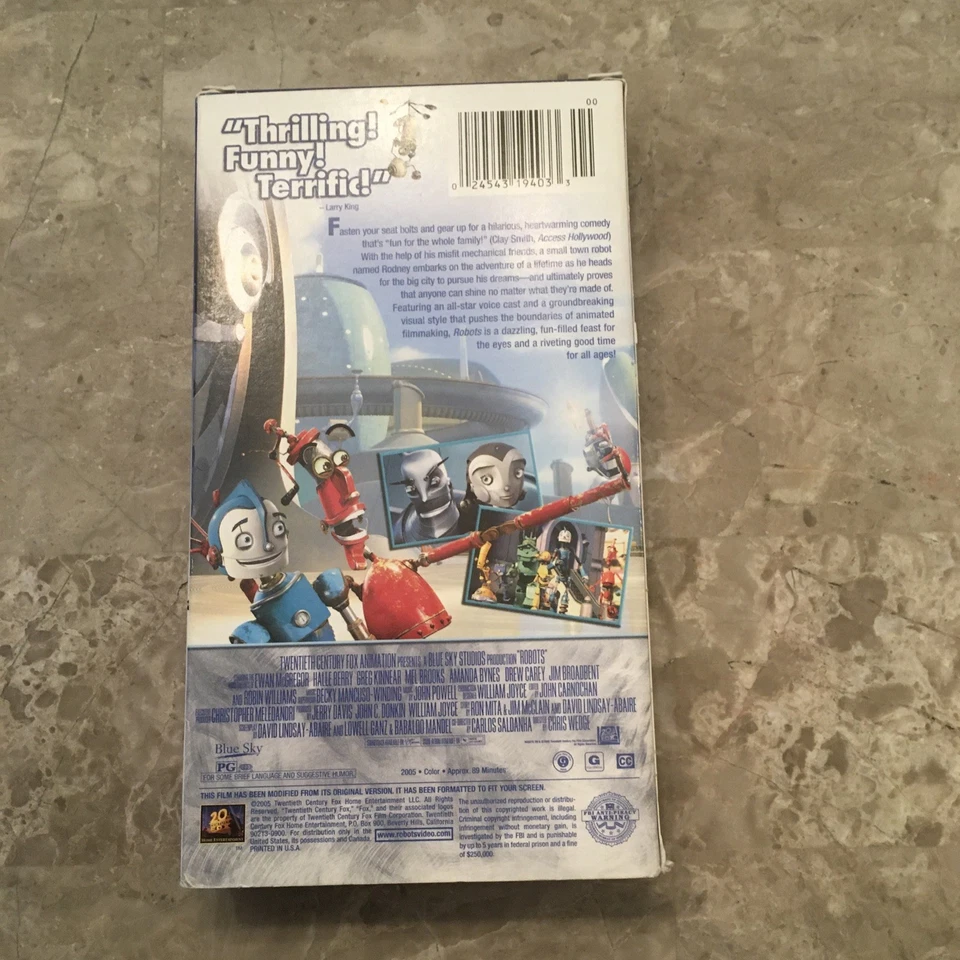 "Thrilling!
Funny!
Terrific!"
– Larry King
00
0 24543 19403 3
Fasten your seat bolts and gear up for a hilarious, heartwarming comedy
that's "fun for the whole family!" (Clay Smith, Access Hollywood)
With the help of his misfit mechanical friends, a small town robot
named Rodney embarks on the adventure of a lifetime as he heads
for the big city to pursue his dreams—and ultimately proves
that anyone can shine no matter what they're made of.
Featuring an all-star voice cast and a groundbreaking
visual style that pushes the boundaries of animated
filmmaking, Robots is a dazzling, fun-filled feast for
the eyes and a riveting good time
for all ages!
TWENTIETH CENTURY FOX ANIMATION PRESENTS A BLUE SKY STUDIOS PRODUCTION "ROBOTS"
EWAN McGREGOR HALLE BERRY GREG KINNEAR MEL BROOKS AMANDA BYNES DREW CAREY JIM BROADBENT
AND ROBIN WILLIAMS BECKY MANCUSO-WINDING JOHN POWELL WILLIAM JOYCE JOHN CARNOCHAN
CHRISTOPHER MELEDANDRI JERRY DAVIS JOHN C. DONKIN WILLIAM JOYCE RON MITA & JIM McCLAIN AND DAVID LINDSAY-ABAIRE
DAVID LINDSAY-ABAIRE AND LOWELL GANZ & BABALOO MANDEL CARLOS SALDANHA CHRIS WEDGE
Blue Sky
PG
FOR SOME BRIEF LANGUAGE AND SUGGESTIVE HUMOR
2005 • Color • Approx. 89 Minutes
G
CC
THIS FILM HAS BEEN MODIFIED FROM ITS ORIGINAL VERSION. IT HAS BEEN FORMATTED TO FIT YOUR SCREEN.
20
©2005 Twentieth Century Fox Home Entertainment LLC. All Rights
Reserved. "Twentieth Century Fox," "Fox," and their associated logos
are the property of Twentieth Century Fox Film Corporation, Twentieth
Century Fox Home Entertainment, P.O. Box 900, Beverly Hills, California
90213-0900. For distribution only in the
United States, its possessions and Canada.
PRINTED IN U.S.A.
www.robotsvideo.com
The unauthorized reproduction or distribu-
tion of this copyrighted work is illegal.
Criminal copyright infringement, including
infringement without monetary gain, is
investigated by the FBI and is punishable
by up to 5 years in federal prison and a fine
of $250,000.
WARNING